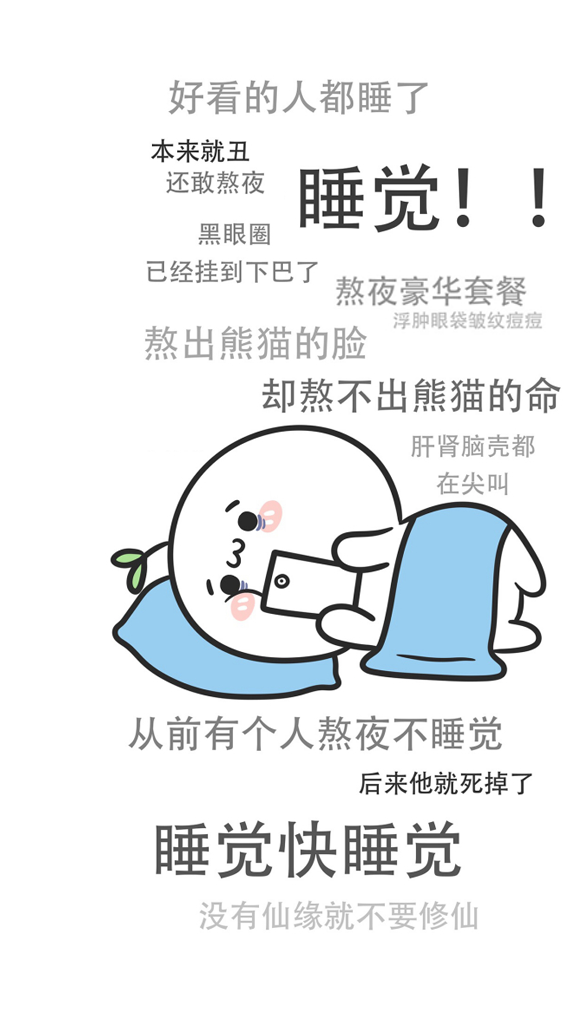 好看的人都睡了
本来就丑
还敢熬夜
睡觉！！
黑眼圈
已经挂到下巴了
熬夜豪华套餐
浮肿眼袋皱纹痘痘
熬出熊猫的脸
却熬不出熊猫的命
肝肾脑壳都
在尖叫
从前有个人熬夜不睡觉
后来他就死掉了
睡觉快睡觉
没有仙缘就不要修仙